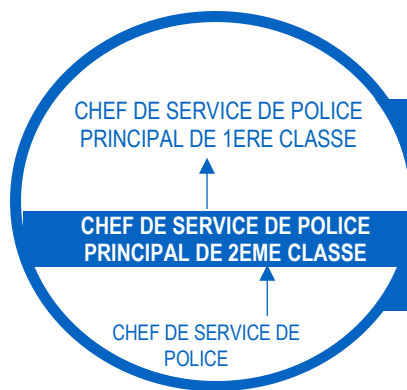 CHEF DE SERVICE DE POLICE
PRINCIPAL DE 1ERE CLASSE
CHEF DE SERVICE DE POLICE
PRINCIPAL DE 2EME CLASSE
CHEF DE SERVICE DE
POLICE